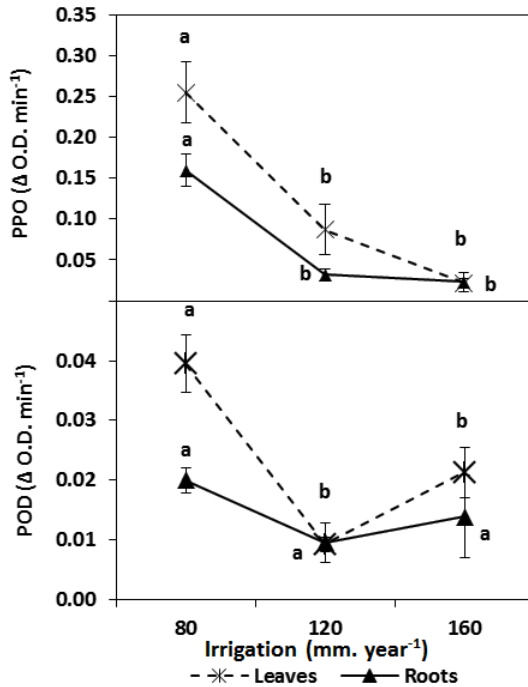 0.35
0.30
0.25
0.20
0.15
0.10
0.05
PPO (Δ O.D. min⁻¹)
a
a
b
b
b
b
0.04
0.03
0.02
0.01
0.00
POD (Δ O.D. min⁻¹)
a
a
b
a
b
a
80 120 160
Irrigation (mm. year⁻¹)
Leaves Roots